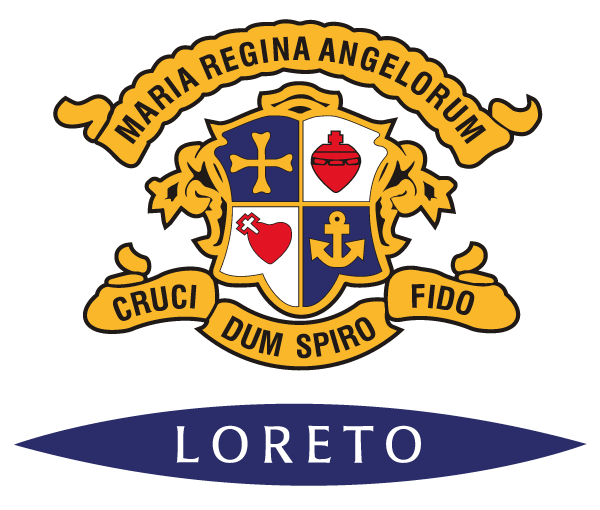 MARIA REGINA ANGELORUM
CRUCI DUM SPIRO FIDO
LORETO